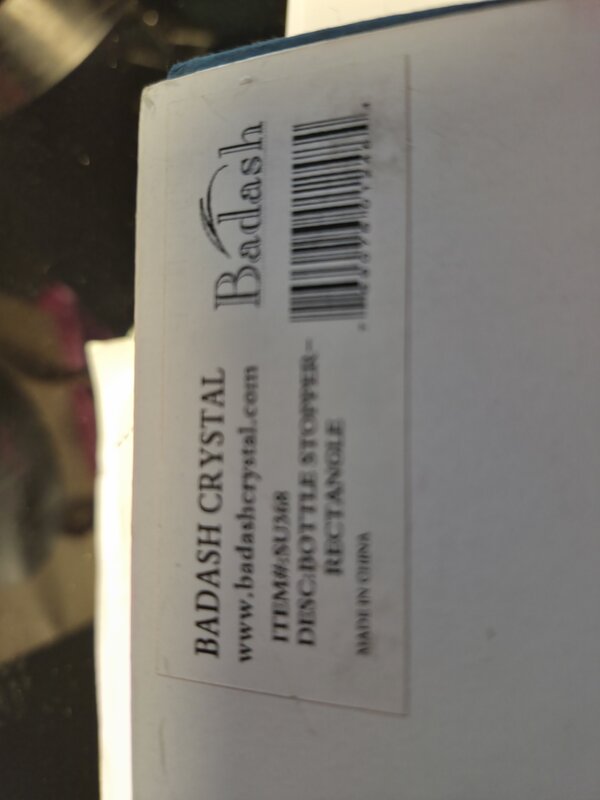 BADASH CRYSTAL
www.badashcrystal.com
ITEM#:SU368
DESC:BOTTLE STOPPER-
RECTANGLE
MADE IN CHINA
Badash